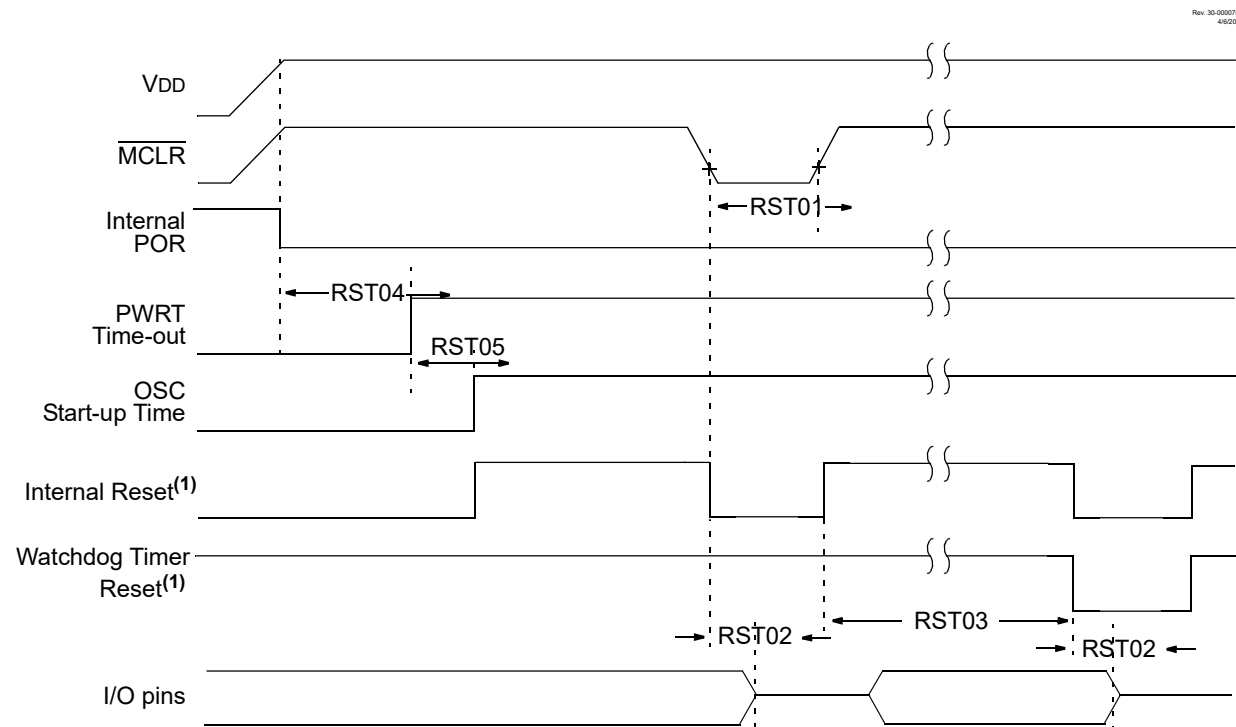 Rev. 30-00007
4/6/20
VDD
MCLR
RST01
Internal
POR
RST04
PWRT
Time-out
RST05
OSC
Start-up Time
Internal Reset(1)
Watchdog Timer
Reset(1)
RST03
RST02
RST02
I/O pins